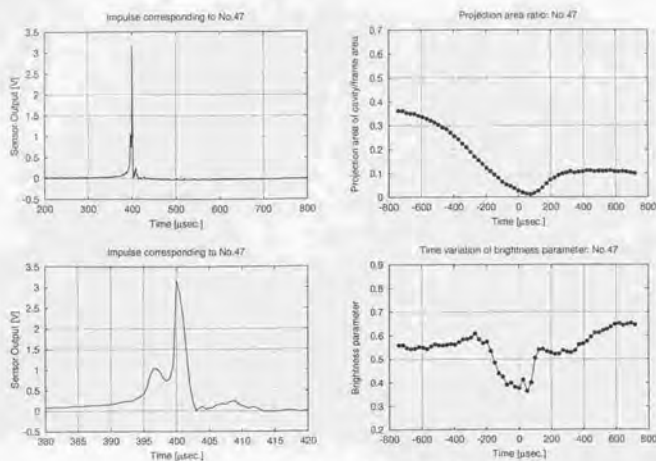 Impulse corresponding to No.47
Sensor Output [V]
3.5
3
2.5
2
1.5
1
0.5
0
-0.5
200 300 400 500 600 700 800
Time [μsec.]
Projection area ratio: No.47
Projection area of cavity/frame area
0.7
0.6
0.5
0.4
0.3
0.2
0.1
0
-800 -600 -400 -200 0 200 400 600 800
Time [μsec.]
Impulse corresponding to No.47
Sensor Output [V]
3.5
3
2.5
2
1.5
1
0.5
0
-0.5
380 385 390 395 400 405 410 415 420
Time [μsec.]
Time variation of brightness parameter: No.47
Brightness parameter
0.9
0.8
0.7
0.6
0.5
0.4
0.3
0.2
-800 -600 -400 -200 0 200 400 600 800
Time [μsec.]